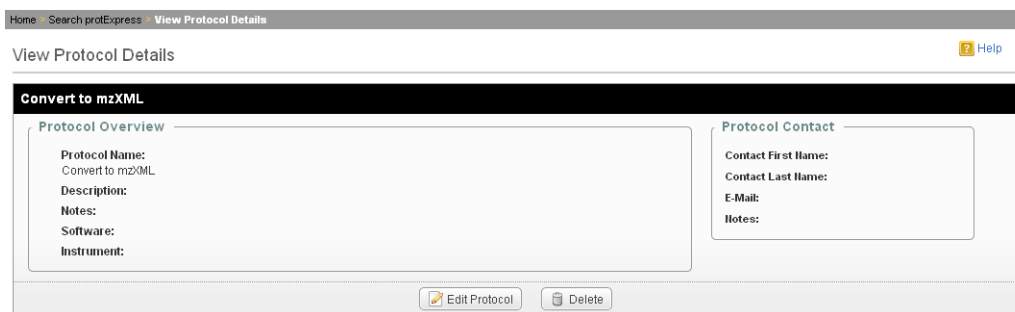 Home > Search protExpress > View Protocol Details
View Protocol Details
? Help
Convert to mzXML
Protocol Overview
Protocol Name:
Convert to mzXML
Description:
Notes:
Software:
Instrument:
Protocol Contact
Contact First Name:
Contact Last Name:
E-Mail:
Notes:
Edit Protocol
Delete